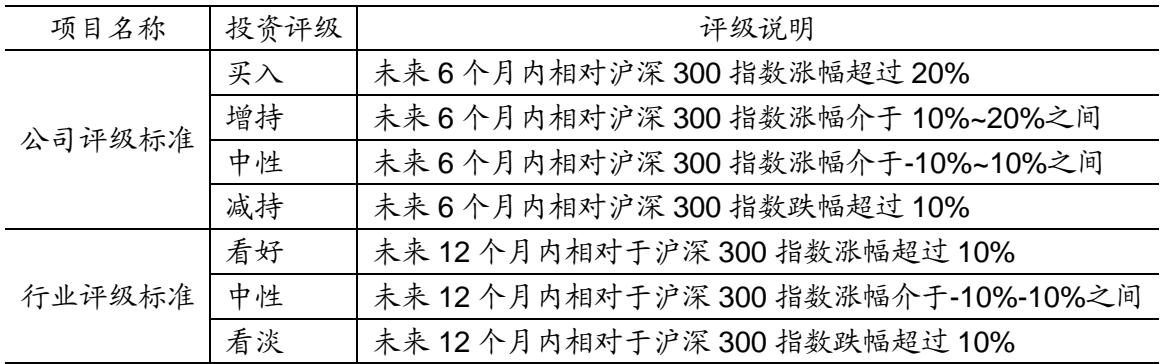 项目名称 投资评级 评级说明
买入 未来 6 个月内相对沪深 300 指数涨幅超过 20%
增持 未来 6 个月内相对沪深 300 指数涨幅介于 10%~20%之间
公司评级标准
中性 未来 6 个月内相对沪深 300 指数涨幅介于-10%~10%之间
减持 未来 6 个月内相对沪深 300 指数跌幅超过 10%
看好 未来 12 个月内相对于沪深 300 指数涨幅超过 10%
行业评级标准 中性 未来 12 个月内相对于沪深 300 指数涨幅介于-10%-10%之间
看淡 未来 12 个月内相对于沪深 300 指数跌幅超过 10%